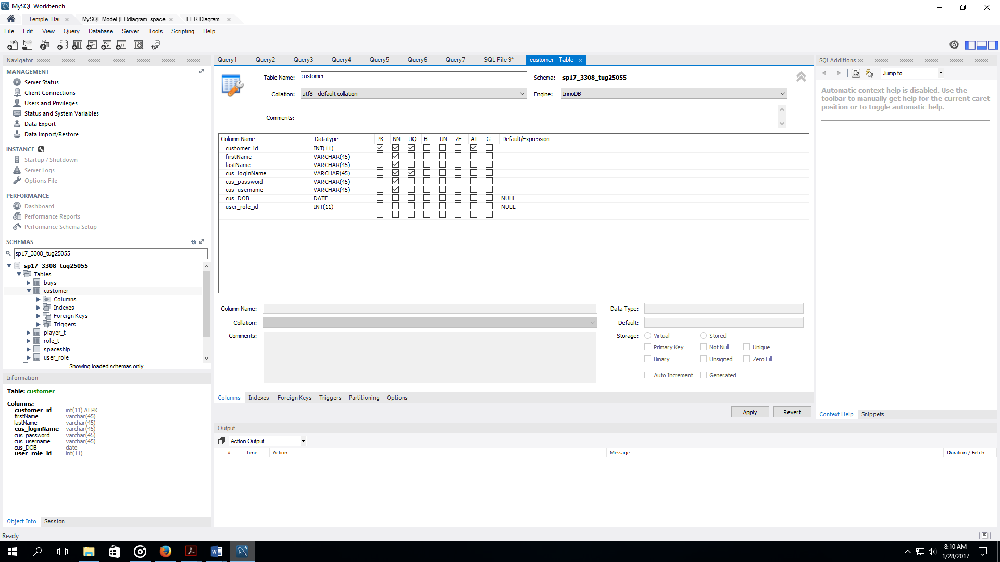 MySQL Workbench
Temple_Hai
MySQL Model (ERdiagram_space..
EER Diagram
File Edit View Query Database Server Tools Scripting Help
Navigator
MANAGEMENT
Server Status
Client Connections
Users and Privileges
Status and System Variables
Data Export
Data Import/Restore
INSTANCE
Startup / Shutdown
Server Logs
Options File
PERFORMANCE
Dashboard
Performance Reports
Performance Schema Setup
SCHEMAS
sp17_3308_tug25055
sp17_3308_tug25055
Tables
buys
customer
Columns
Indexes
Foreign Keys
Triggers
player_t
role_t
spaceship
user_role
Showing loaded schemas only
Information
Table: customer
Columns:
customer_id int(11) AI PK
firstName varchar(45)
lastName varchar(45)
cus_loginName varchar(45)
cus_password varchar(45)
cus_username varchar(45)
cus_DOB date
user_role_id int(11)
Object Info Session
Ready
Query1 Query2 Query3 Query4 Query5 Query6 Query7 SQL File 9* customer - Table
Table Name: customer Schema: sp17_3308_tug25055
Collation: utf8 - default collation Engine: InnoDB
Comments:
Column Name Datatype PK NN UQ B UN ZF AI G Default/Expression
customer_id INT(11)
firstName VARCHAR(45)
lastName VARCHAR(45)
cus_loginName VARCHAR(45)
cus_password VARCHAR(45)
cus_username VARCHAR(45)
cus_DOB DATE NULL
user_role_id INT(11) NULL
Column Name: Data Type:
Collation: Default:
Comments: Storage: Virtual Stored
Primary Key Not Null Unique
Binary Unsigned Zero Fill
Auto Increment Generated
Columns Indexes Foreign Keys Triggers Partitioning Options
Apply Revert
Output
Action Output
# Time Action Message Duration / Fetch
SQLAdditions
Jump to
Automatic context help is disabled. Use the
toolbar to manually get help for the current caret
position or to toggle automatic help.
Context Help Snippets
8:10 AM
1/28/2017